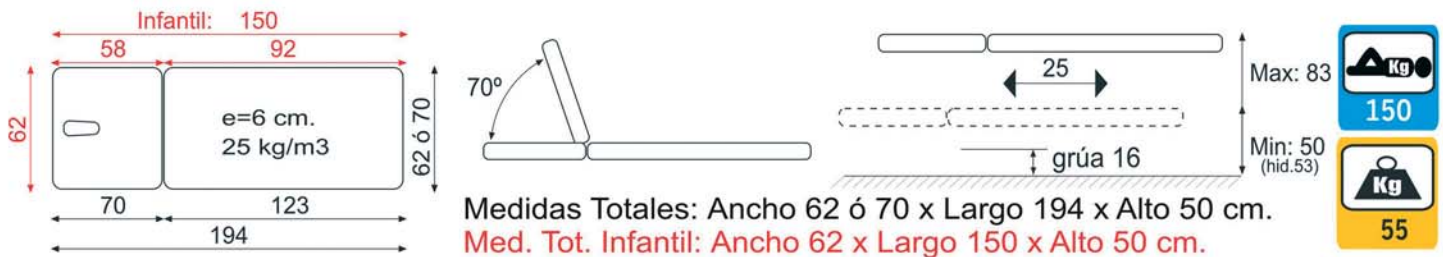 Infantil: 150
58
92
62
e=6 cm.
25 kg/m3
62 ó 70
70
123
194
70º
25
Max: 83
grúa 16
Min: 50
(hid.53)
Kg
150
Kg
55
Medidas Totales: Ancho 62 ó 70 x Largo 194 x Alto 50 cm.
Med. Tot. Infantil: Ancho 62 x Largo 150 x Alto 50 cm.